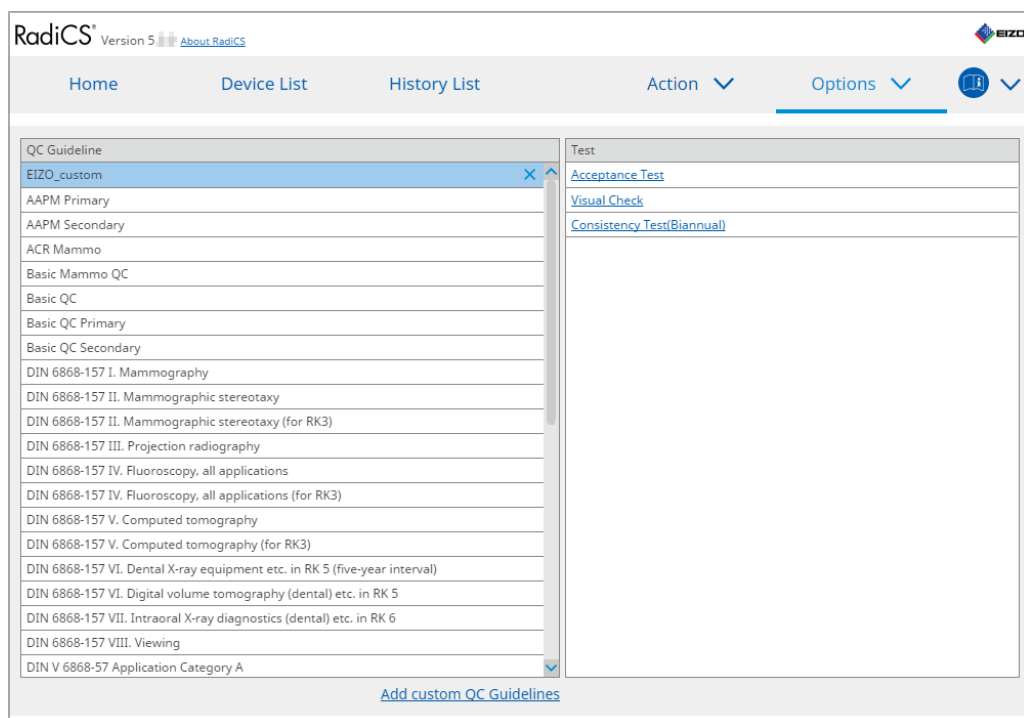 RadiCS® Version 5. About RadiCS
EIZO
Home Device List History List Action Options
QC Guideline
EIZO_custom
AAPM Primary
AAPM Secondary
ACR Mammo
Basic Mammo QC
Basic QC
Basic QC Primary
Basic QC Secondary
DIN 6868-157 I. Mammography
DIN 6868-157 II. Mammographic stereotaxy
DIN 6868-157 II. Mammographic stereotaxy (for RK3)
DIN 6868-157 III. Projection radiography
DIN 6868-157 IV. Fluoroscopy, all applications
DIN 6868-157 IV. Fluoroscopy, all applications (for RK3)
DIN 6868-157 V. Computed tomography
DIN 6868-157 V. Computed tomography (for RK3)
DIN 6868-157 VI. Dental X-ray equipment etc. in RK 5 (five-year interval)
DIN 6868-157 VI. Digital volume tomography (dental) etc. in RK 5
DIN 6868-157 VII. Intraoral X-ray diagnostics (dental) etc. in RK 6
DIN 6868-157 VIII. Viewing
DIN V 6868-57 Application Category A
Test
Acceptance Test
Visual Check
Consistency Test(Biannual)
Add custom QC Guidelines